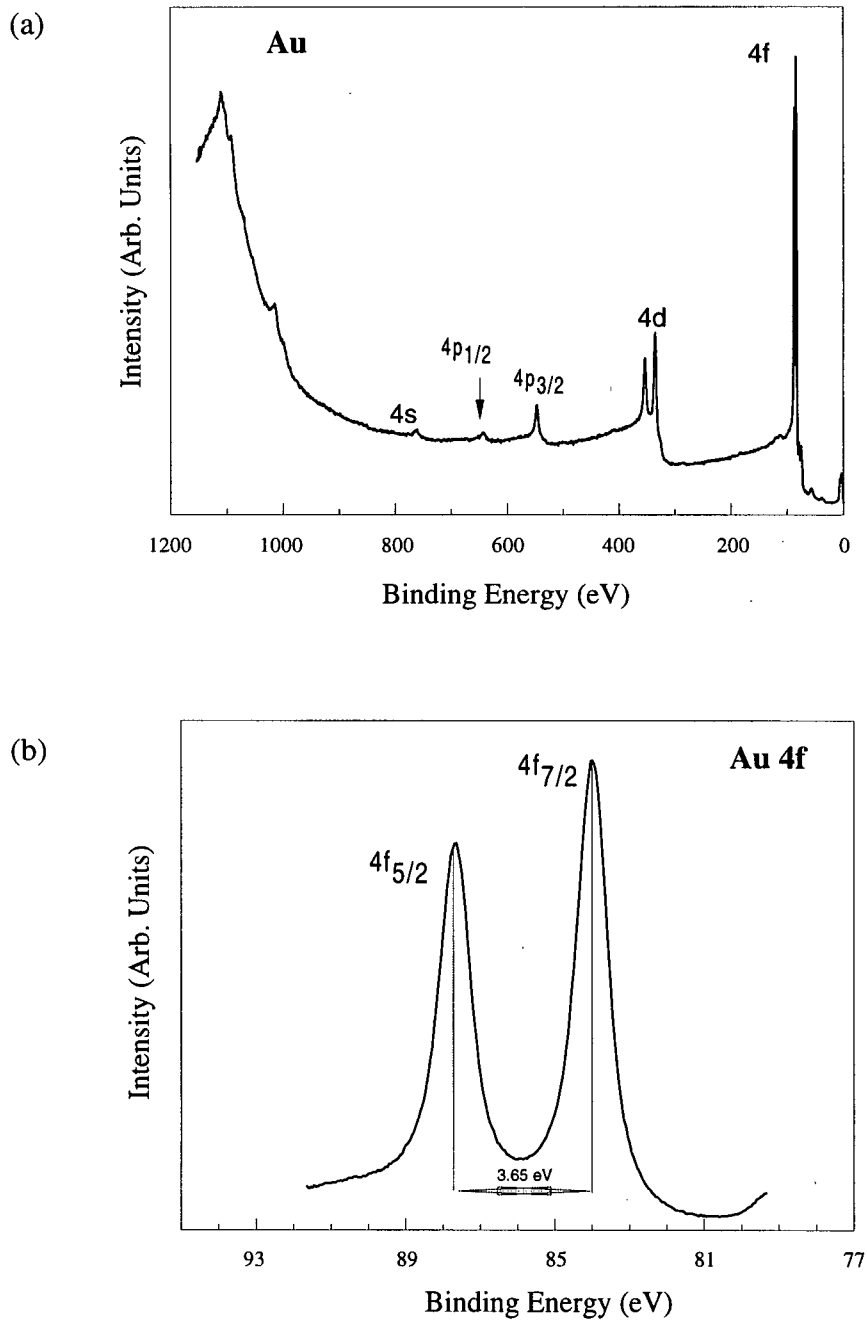 (a)
Au
4f
4d
4p1/2
4p3/2
4s
Intensity (Arb. Units)
1200 1000 800 600 400 200 0
Binding Energy (eV)
(b)
Au 4f
4f7/2
4f5/2
3.65 eV
Intensity (Arb. Units)
93 89 85 81 77
Binding Energy (eV)